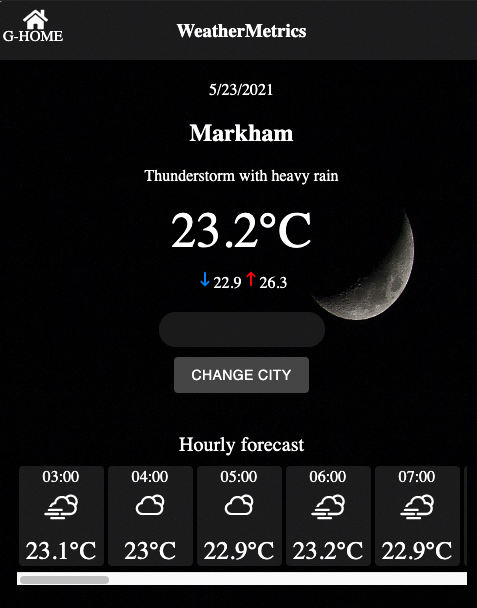 WeatherMetrics
G-HOME
5/23/2021
Markham
Thunderstorm with heavy rain
23.2°C
22.9 26.3
CHANGE CITY
Hourly forecast
03:00 04:00 05:00 06:00 07:00
23.1°C 23°C 22.9°C 23.2°C 22.9°C